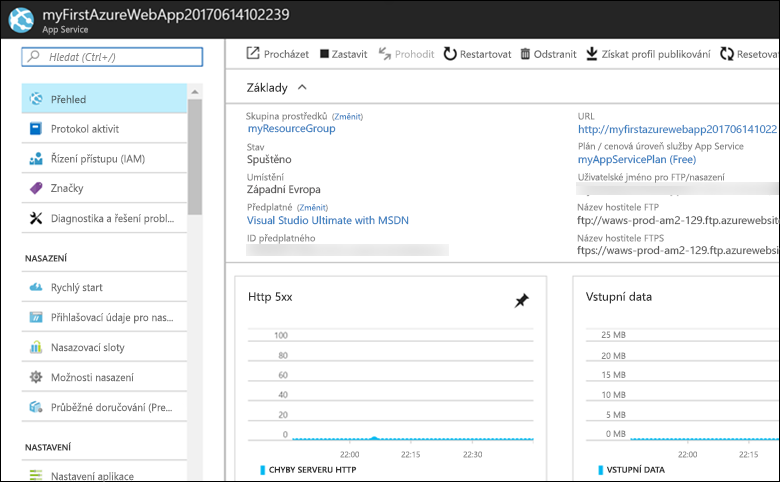 myFirstAzureWebApp20170614102239
App Service
Hledat (Ctrl+/)
Přehled
Protokol aktivit
Řízení přístupu (IAM)
Značky
Diagnostika a řešení probl...
NASAZENÍ
Rychlý start
Přihlašovací údaje pro nas...
Nasazovací sloty
Možnosti nasazení
Průběžné doručování (Pre...
NASTAVENÍ
Nastavení aplikace
Procházet Zastavit Prohodit Restartovat Odstranit Získat profil publikování Resetovat
Základy
Skupina prostředků (Změnit)
myResourceGroup
Stav
Spuštěno
Umístění
Západní Evropa
Předplatné (Změnit)
Visual Studio Ultimate with MSDN
ID předplatného
URL
http://myfirstazurewebapp201706141022
Plán / cenová úroveň služby App Service
myAppServicePlan (Free)
Uživatelské jméno pro FTP/nasazení
Název hostitele FTP
ftp://waws-prod-am2-129.ftp.azurewebsit
Název hostitele FTPS
ftps://waws-prod-am2-129.ftp.azurewebsi
Http 5xx
100
80
60
40
20
0
22:00 22:15 22:30
CHYBY SERVERU HTTP
Vstupní data
25 MB
20 MB
15 MB
10 MB
5 MB
0 MB
22:00 22:15
VSTUPNÍ DATA